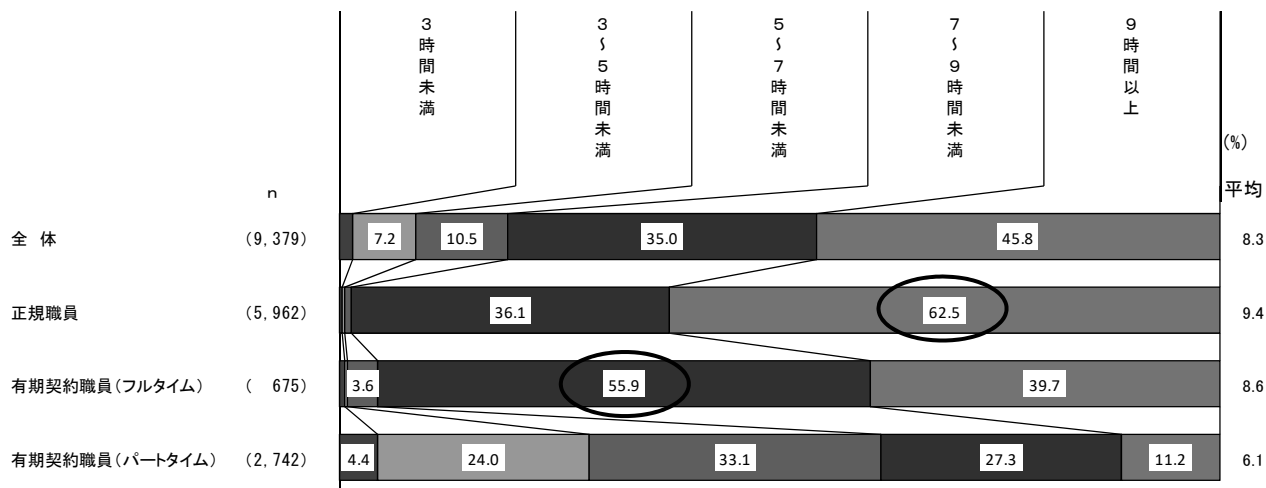 3時間未満
3~5時間未満
5~7時間未満
7~9時間未満
9時間以上
(%)
n
平均
全 体 (9,379) 7.2 10.5 35.0 45.8 8.3
正規職員 (5,962) 36.1 62.5 9.4
有期契約職員(フルタイム) ( 675) 3.6 55.9 39.7 8.6
有期契約職員(パートタイム) (2,742) 4.4 24.0 33.1 27.3 11.2 6.1